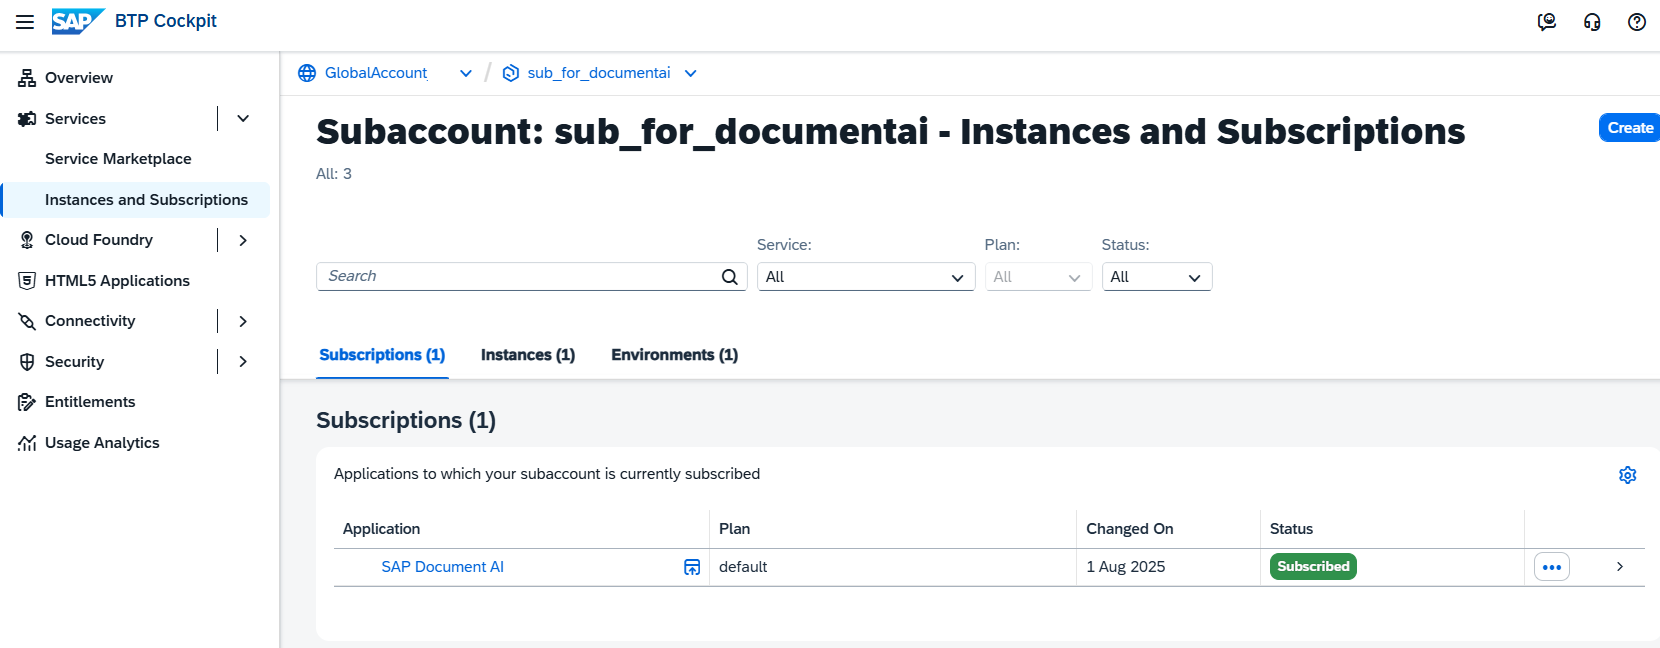 SAP BTP Cockpit
Overview
Services
Service Marketplace
Instances and Subscriptions
Cloud Foundry
HTML5 Applications
Connectivity
Security
Entitlements
Usage Analytics
GlobalAccount / sub_for_documentai
Subaccount: sub_for_documentai - Instances and Subscriptions
Create
All: 3
Service: Plan: Status:
Search All All All
Subscriptions (1) Instances (1) Environments (1)
Subscriptions (1)
Applications to which your subaccount is currently subscribed
Application Plan Changed On Status
SAP Document AI default 1 Aug 2025 Subscribed